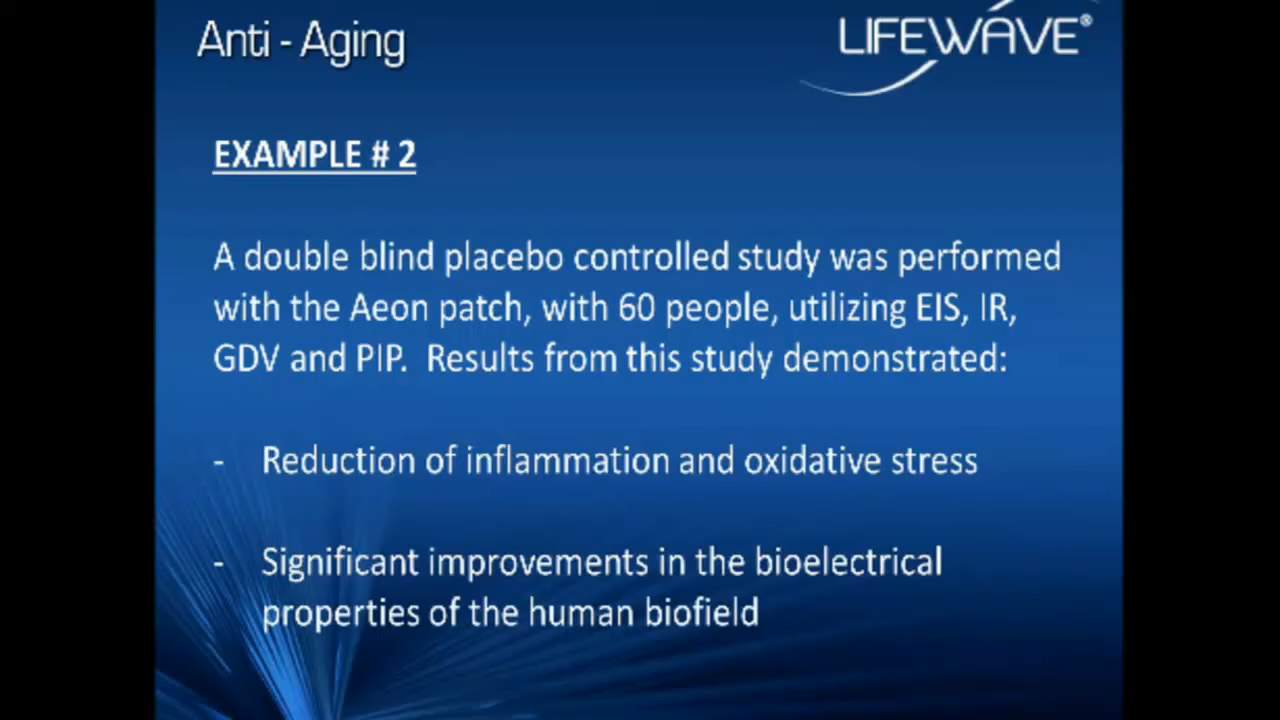 Anti - Aging
LIFEWAVE®
EXAMPLE # 2
A double blind placebo controlled study was performed
with the Aeon patch, with 60 people, utilizing EIS, IR,
GDV and PIP. Results from this study demonstrated:
- Reduction of inflammation and oxidative stress
- Significant improvements in the bioelectrical
properties of the human biofield